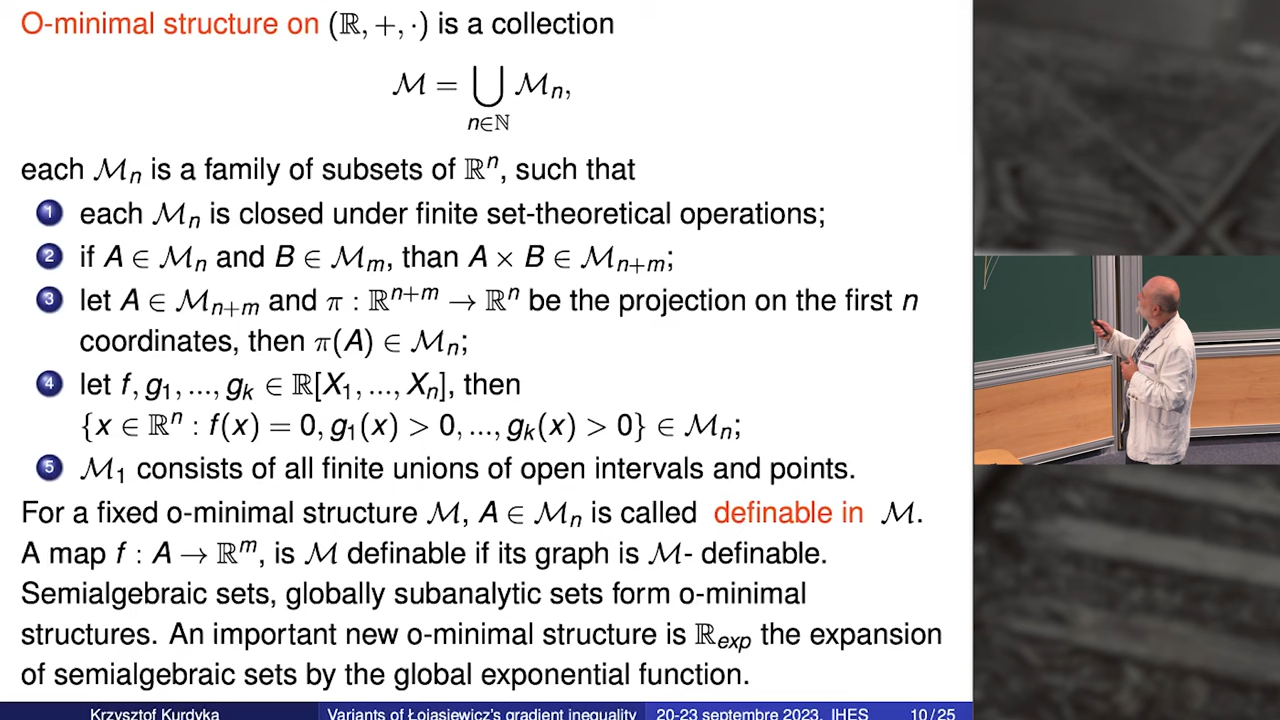 O-minimal structure on (ℝ, +, ·) is a collection
ℳ = ⋃ ℳₙ,
n∈ℕ
each ℳₙ is a family of subsets of ℝⁿ, such that
1 each ℳₙ is closed under finite set-theoretical operations;
2 if A ∈ ℳₙ and B ∈ ℳₘ, than A × B ∈ ℳₙ₊ₘ;
3 let A ∈ ℳₙ₊ₘ and π : ℝⁿ⁺ᵐ → ℝⁿ be the projection on the first n
coordinates, then π(A) ∈ ℳₙ;
4 let f, g₁, ..., gₖ ∈ ℝ[X₁, ..., Xₙ], then
{x ∈ ℝⁿ : f(x) = 0, g₁(x) > 0, ..., gₖ(x) > 0} ∈ ℳₙ;
5 ℳ₁ consists of all finite unions of open intervals and points.
For a fixed o-minimal structure ℳ, A ∈ ℳₙ is called definable in ℳ.
A map f : A → ℝᵐ, is ℳ definable if its graph is ℳ- definable.
Semialgebraic sets, globally subanalytic sets form o-minimal
structures. An important new o-minimal structure is ℝₑₓₚ the expansion
of semialgebraic sets by the global exponential function.
Krzysztof Kurdyka Variants of Łojasiewicz's gradient inequality 20-23 septembre 2023, IHES 10 / 25